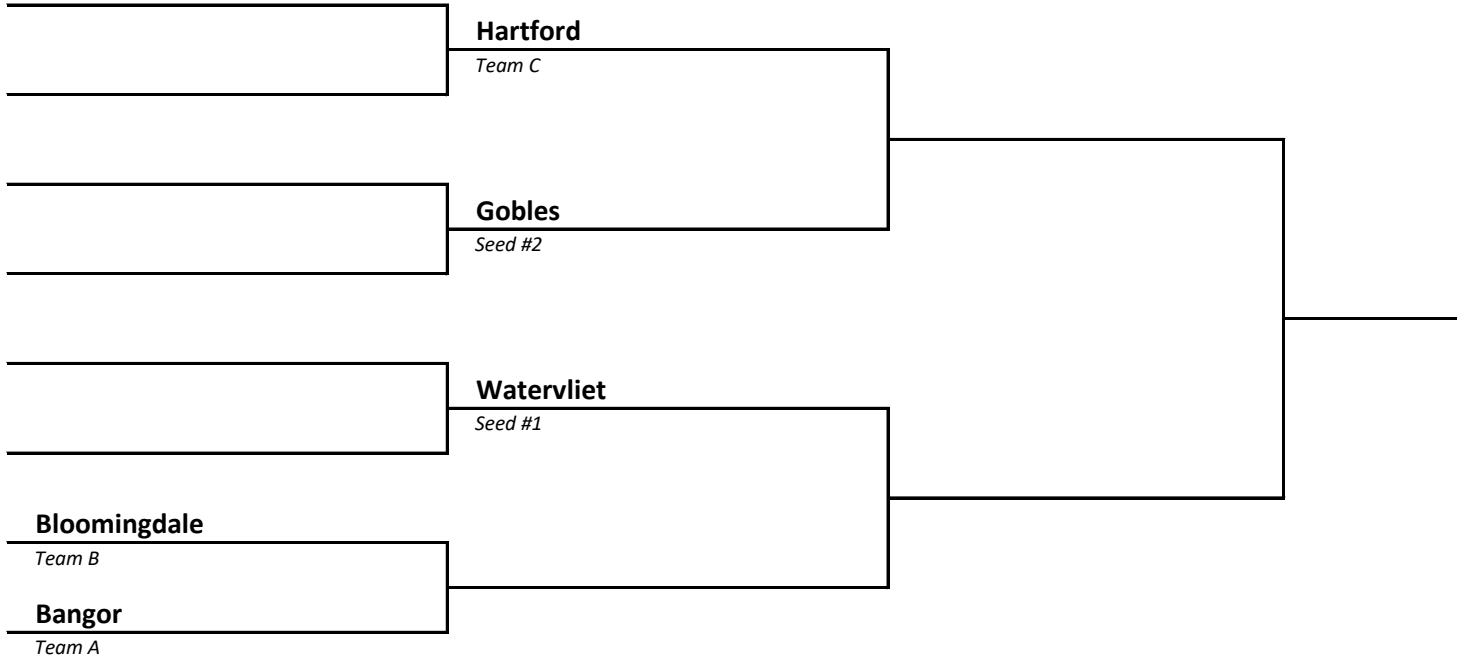 Hartford
Team C
Gobles
Seed #2
Watervliet
Seed #1
Bloomingdale
Team B
Bangor
Team A